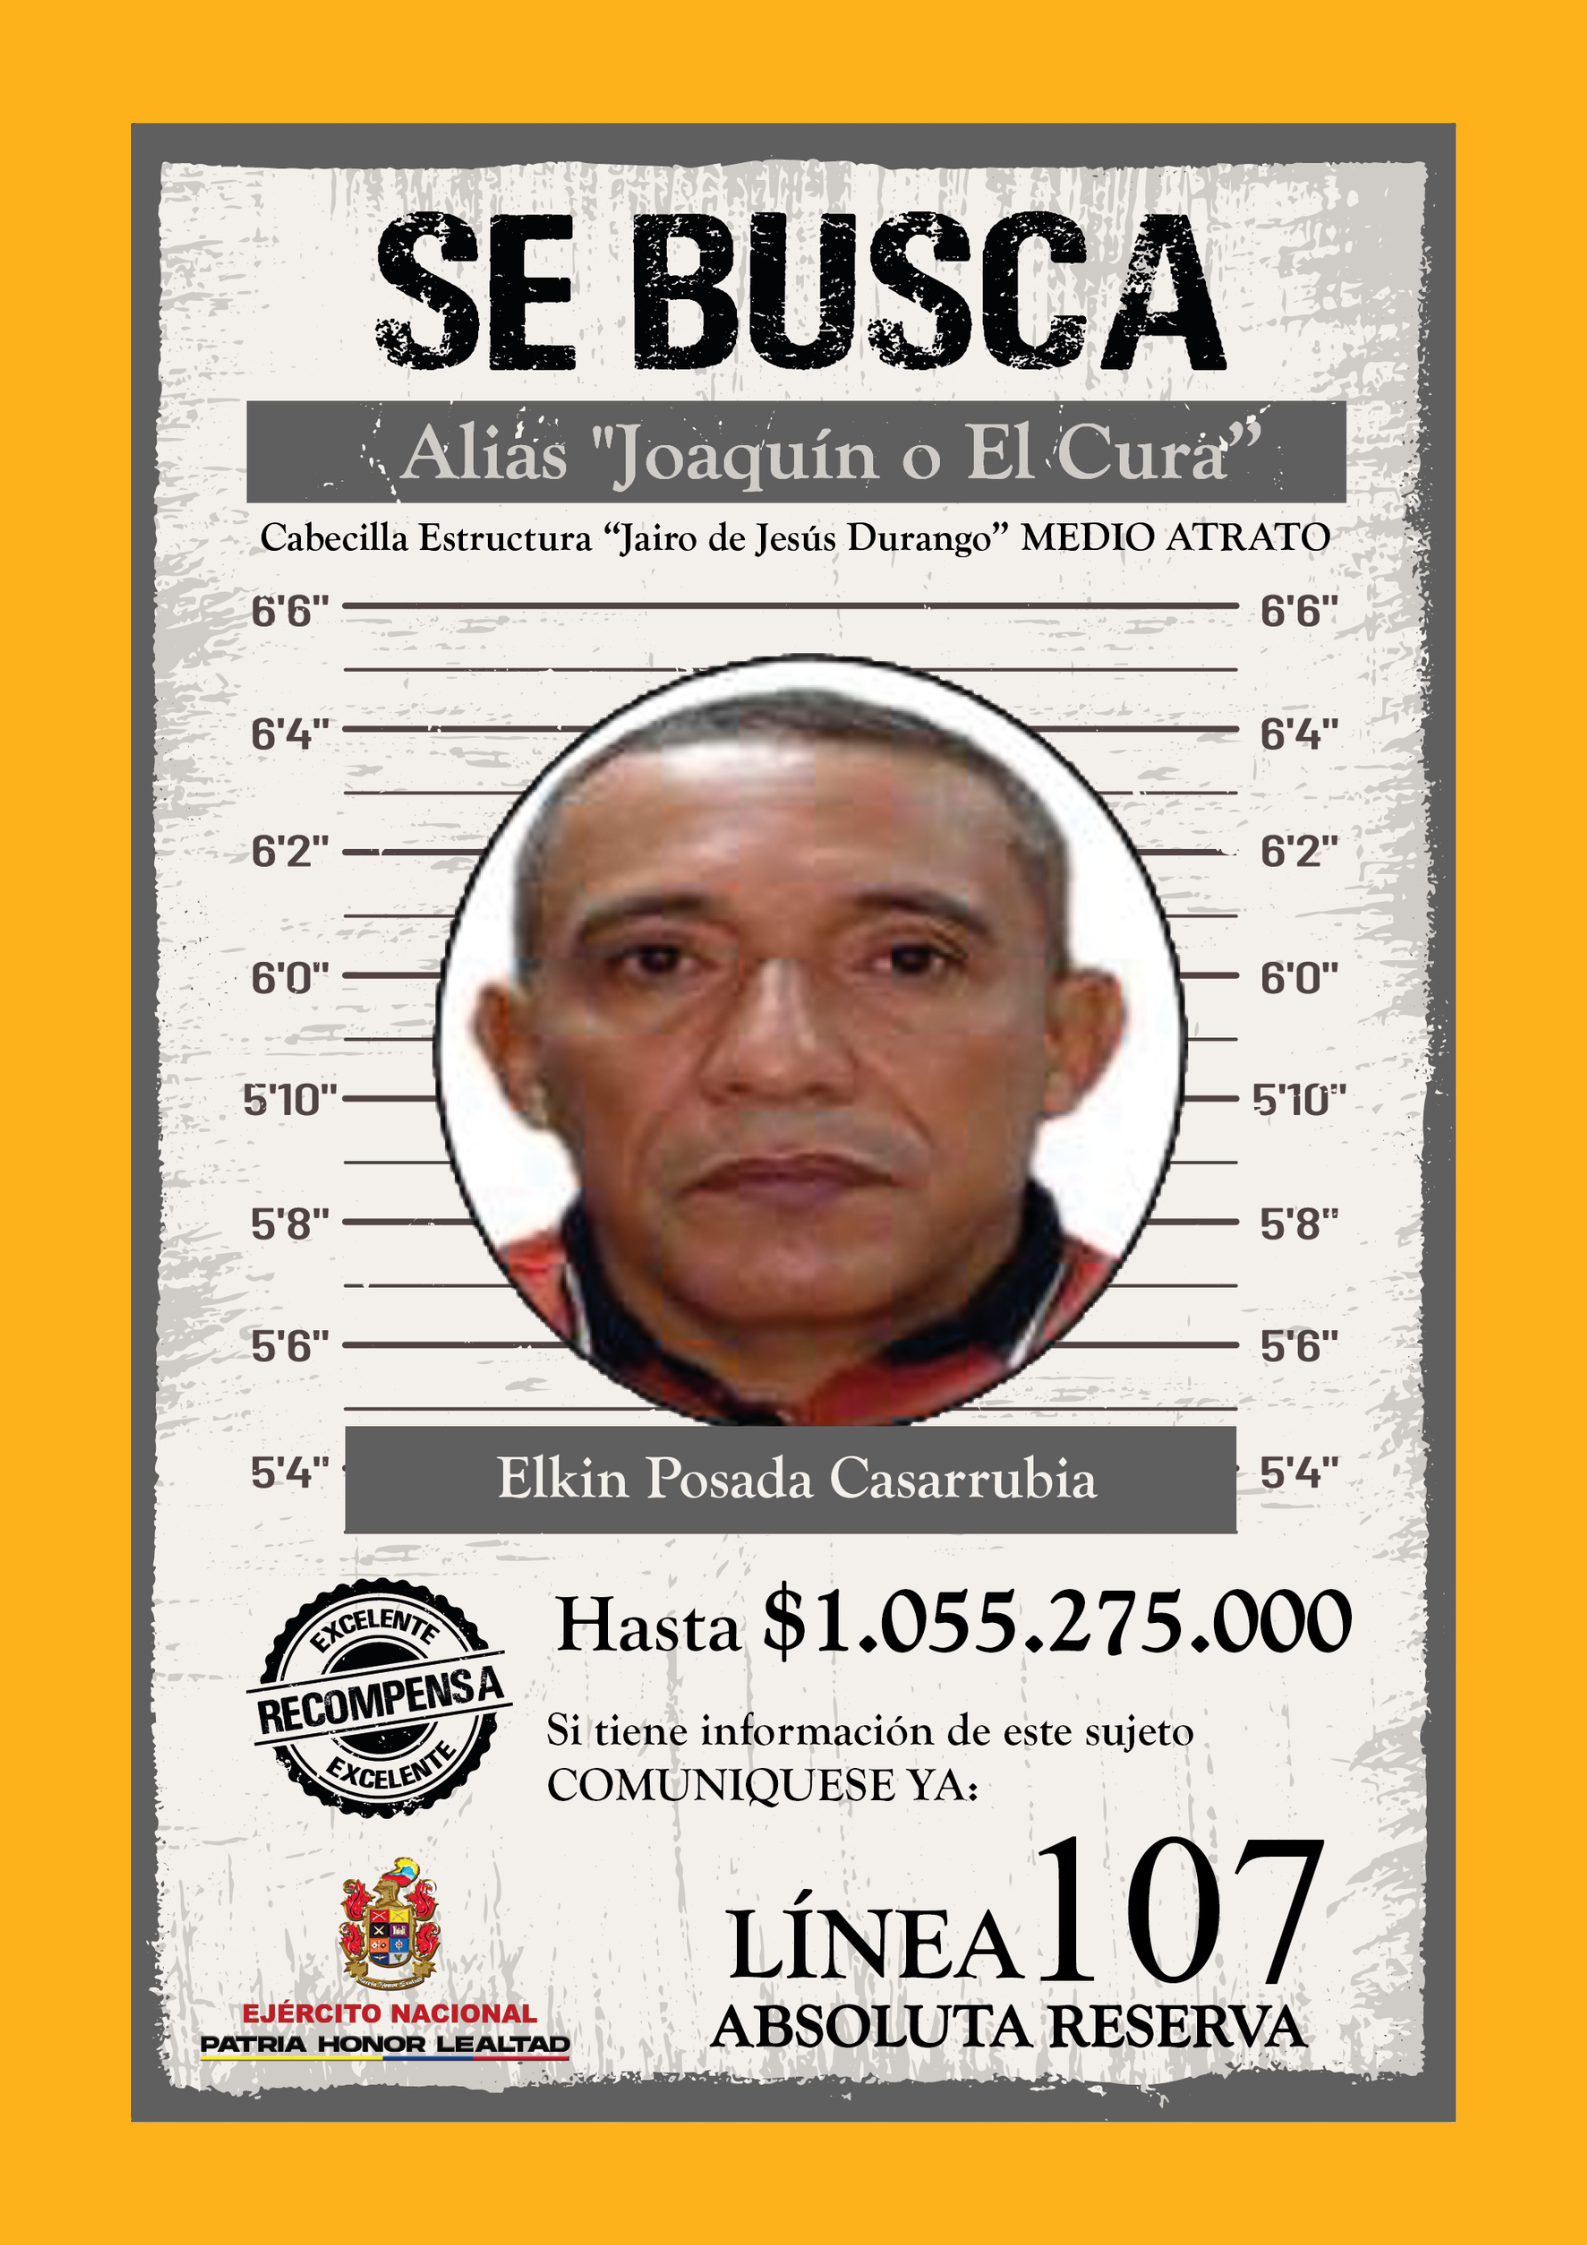 SE BUSCA
Alias "Joaquín o El Cura”
Cabecilla Estructura “Jairo de Jesús Durango” MEDIO ATRATO
6'6" 6'6"
6'4" 6'4"
6'2" 6'2"
6'0" 6'0"
5'10" 5'10"
5'8" 5'8"
5'6" 5'6"
5'4" 5'4"
Elkin Posada Casarrubia
EXCELENTE
RECOMPENSA
EXCELENTE
Hasta $1.055.275.000
Si tiene información de este sujeto
COMUNIQUESE YA:
LÍNEA 107
ABSOLUTA RESERVA
EJÉRCITO NACIONAL
PATRIA HONOR LEALTAD